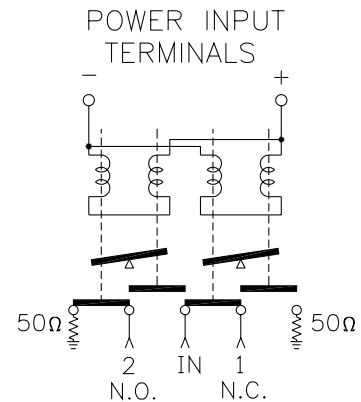 POWER INPUT
TERMINALS
− +
50Ω 50Ω
2 IN 1
N.O. N.C.